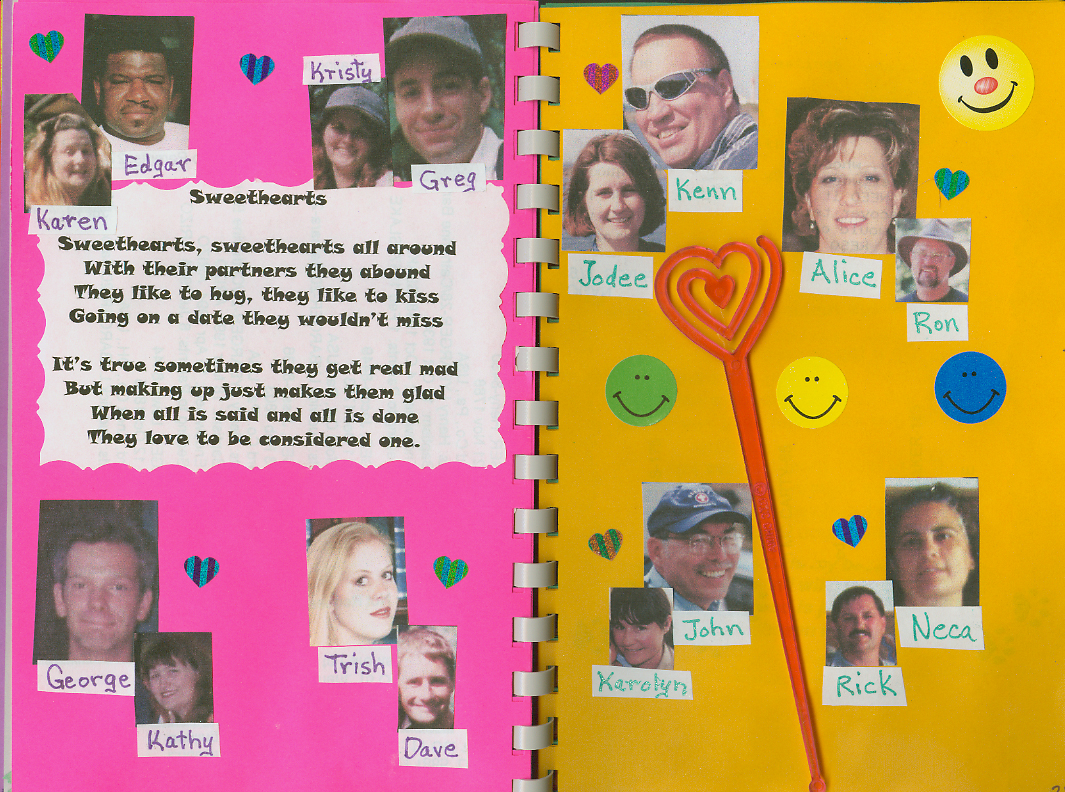 Kristy
Edgar
Greg
Karen
Sweethearts
Sweethearts, sweethearts all around
With their partners they abound
They like to hug, they like to kiss
Going on a date they wouldn't miss
It's true sometimes they get real mad
But making up just makes them glad
When all is said and all is done
They love to be considered one.
George
Kathy
Trish
Dave
Kenn
Jodee
Alice
Ron
John
Karolyn
Neca
Rick